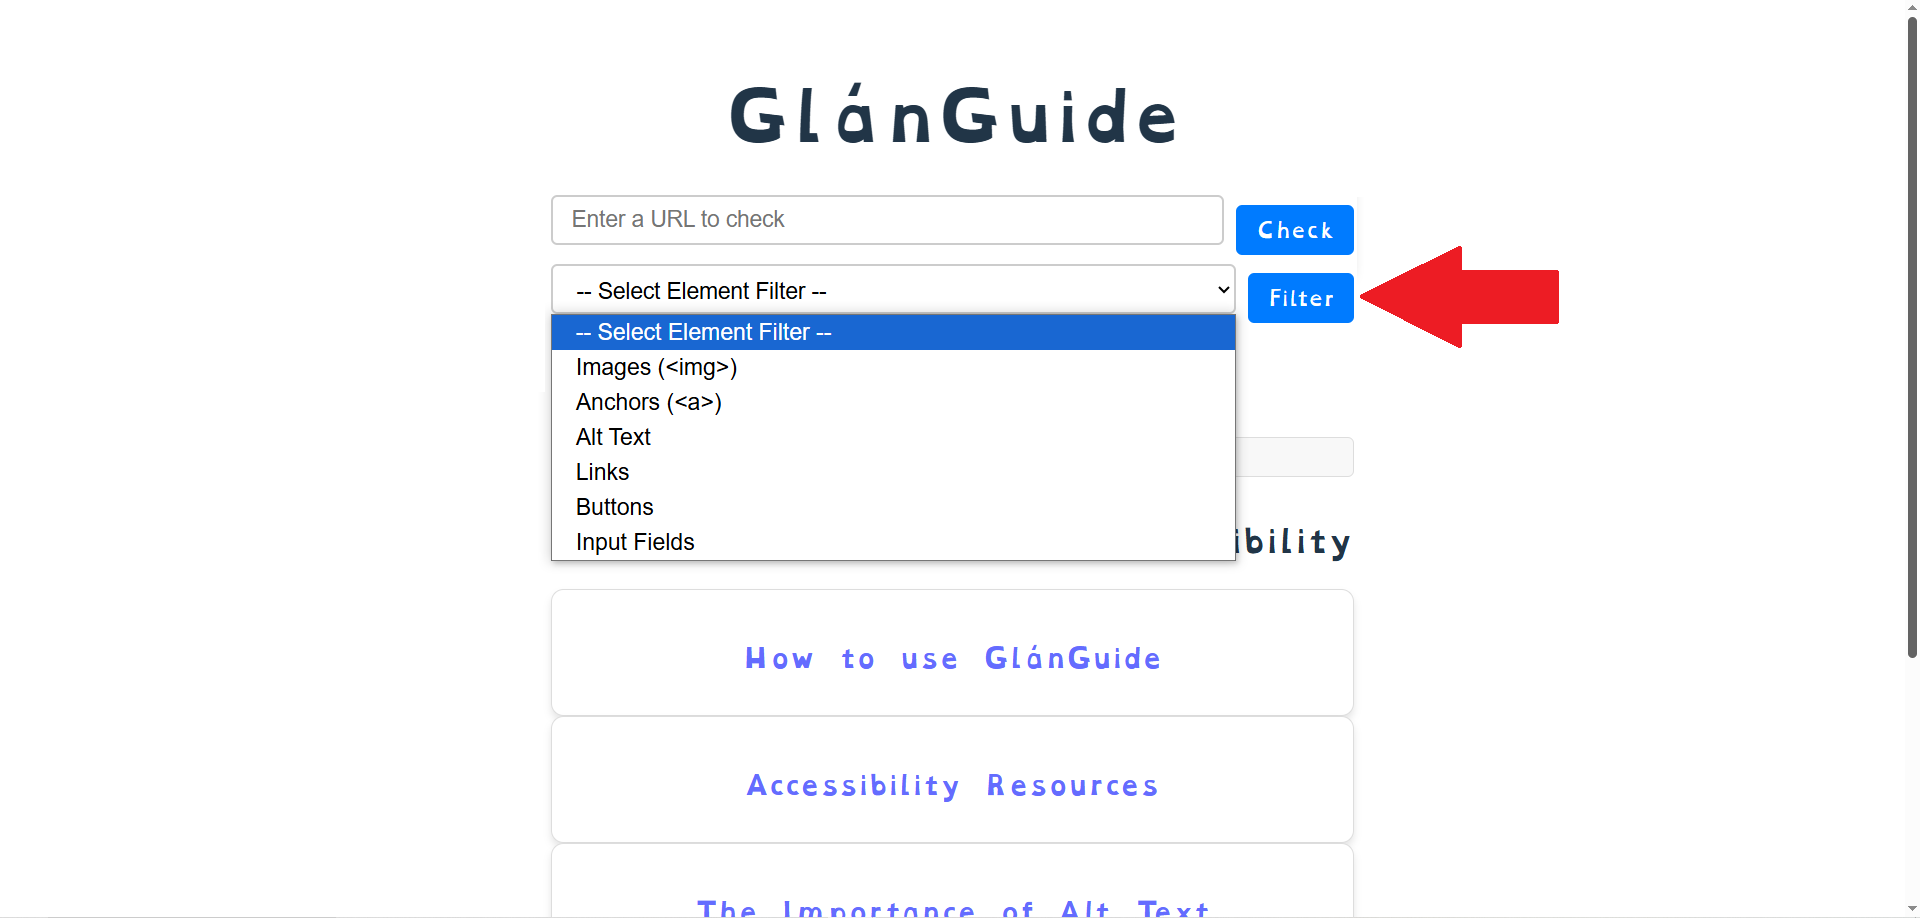 GlánGuide
Enter a URL to check
Check
-- Select Element Filter --
Filter
-- Select Element Filter --
Images (<img>)
Anchors (<a>)
Alt Text
Links
Buttons
Input Fields
ibility
How to use GlánGuide
Accessibility Resources
The Importance of Alt Text